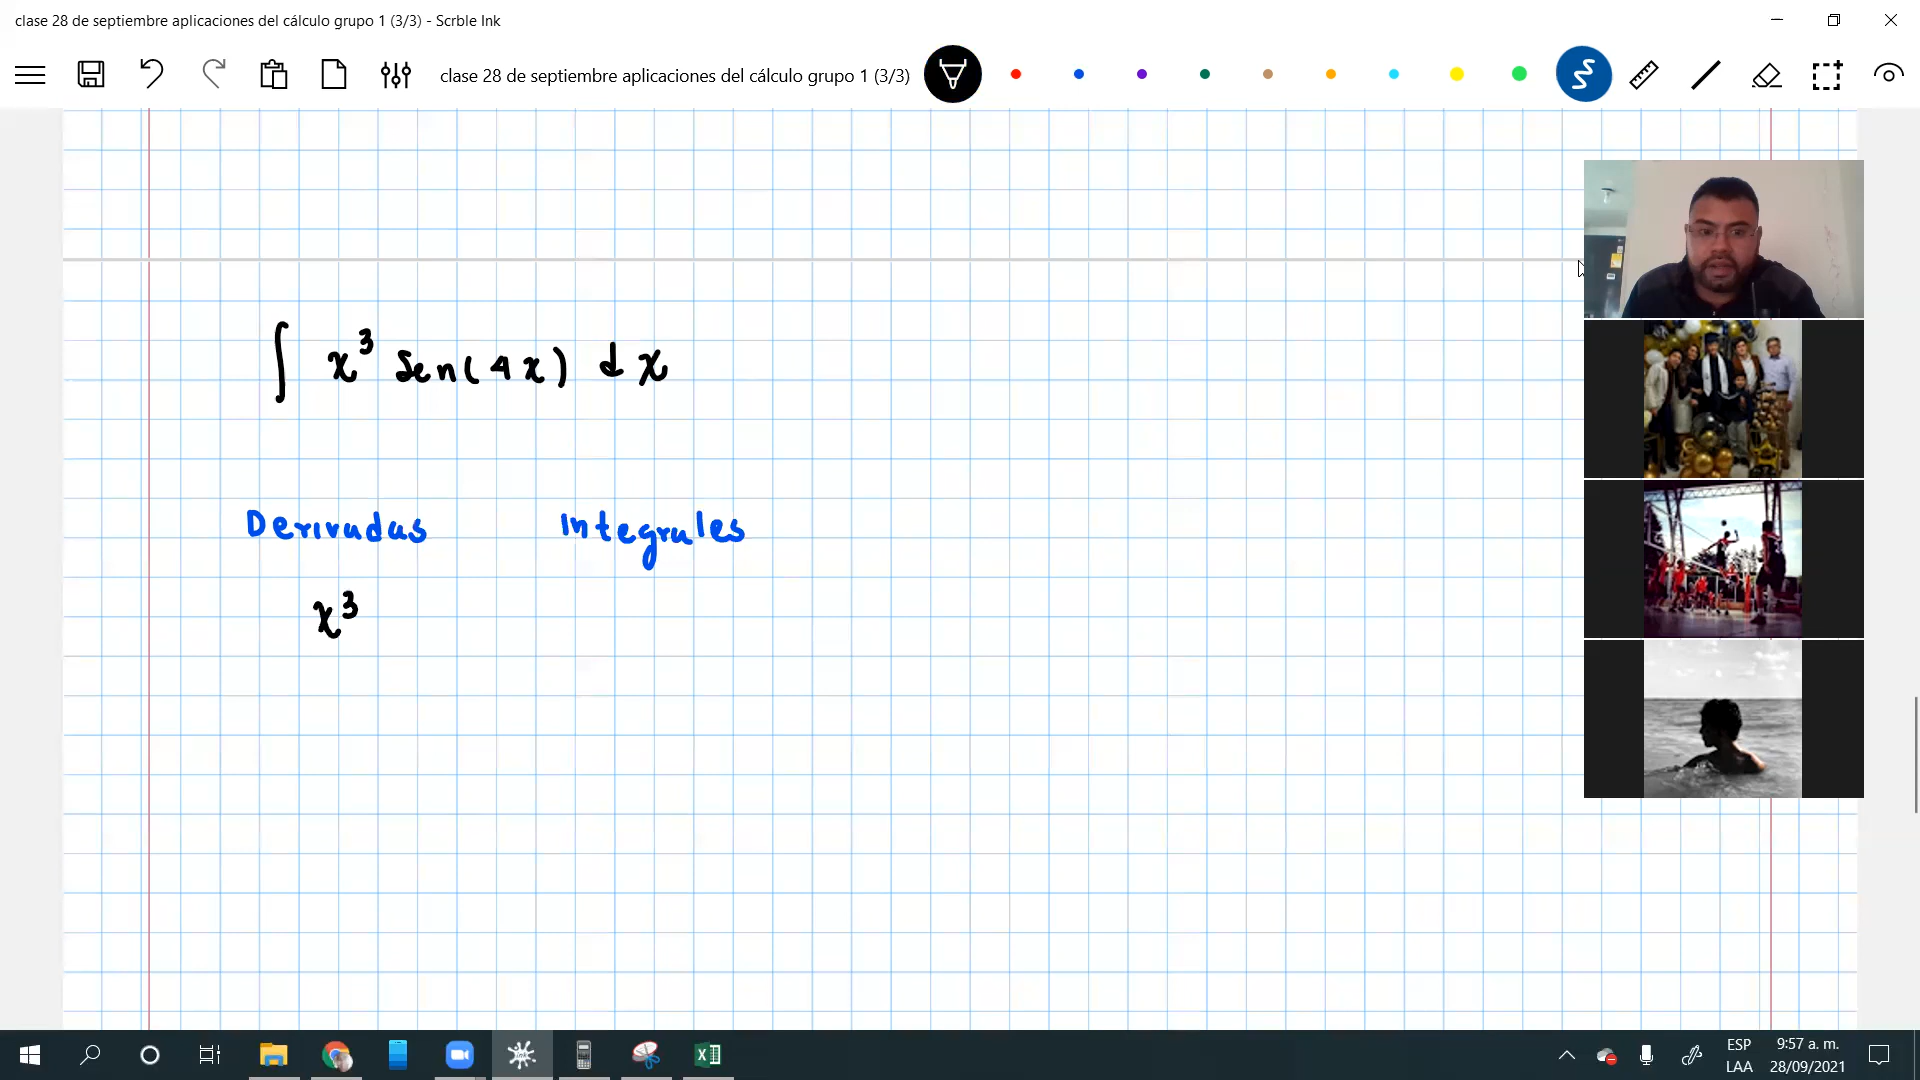 clase 28 de septiembre aplicaciones del cálculo grupo 1 (3/3) - Scrble Ink
clase 28 de septiembre aplicaciones del cálculo grupo 1 (3/3)
∫ x³ Sen(4x) dx
Derivadas Integrales
x³
ESP 9:57 a. m.
LAA 28/09/2021